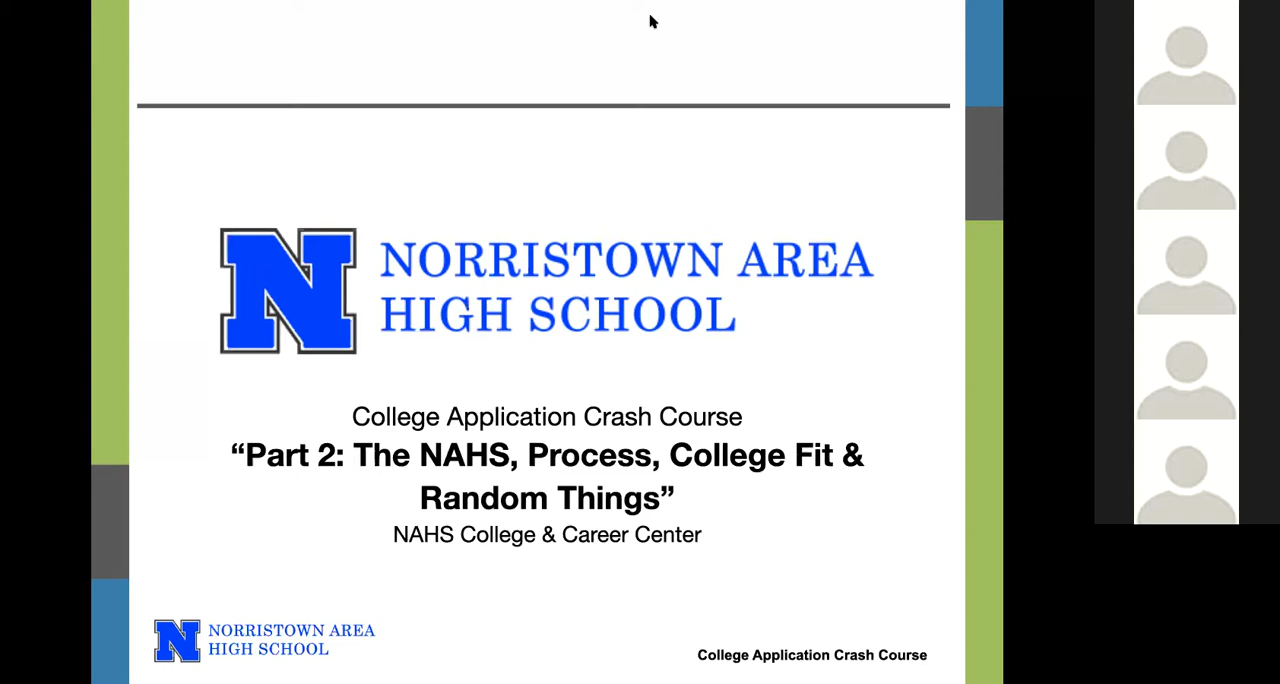 N NORRISTOWN AREA
HIGH SCHOOL
College Application Crash Course
“Part 2: The NAHS, Process, College Fit &
Random Things”
NAHS College & Career Center
N NORRISTOWN AREA
HIGH SCHOOL
College Application Crash Course